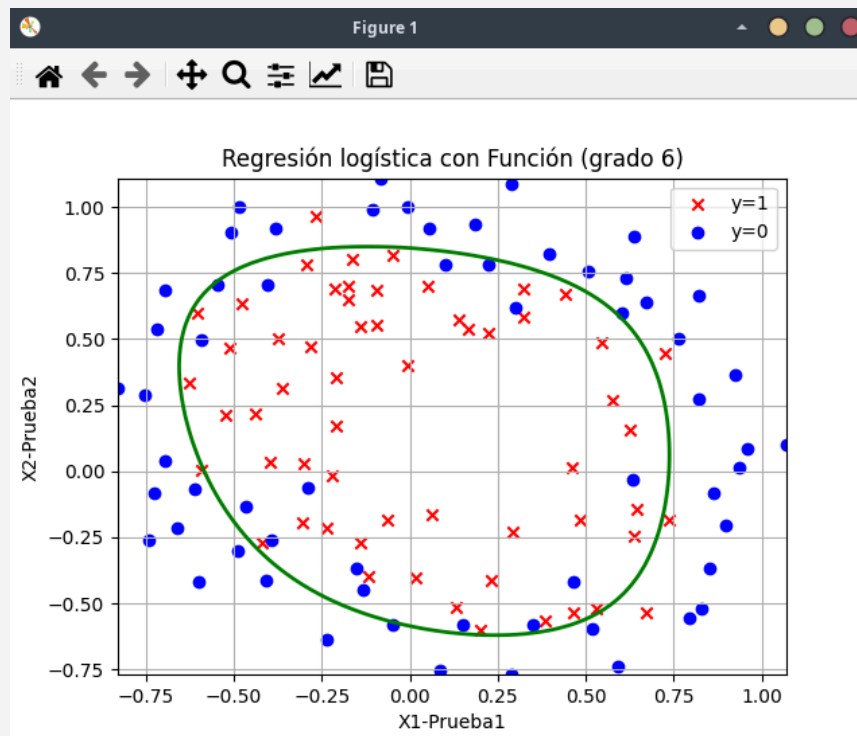 Figure 1
Regresión logística con Función (grado 6)
y=1
y=0
1.00
0.75
0.50
0.25
0.00
−0.25
−0.50
−0.75
X2-Prueba2
−0.75 −0.50 −0.25 0.00 0.25 0.50 0.75 1.00
X1-Prueba1